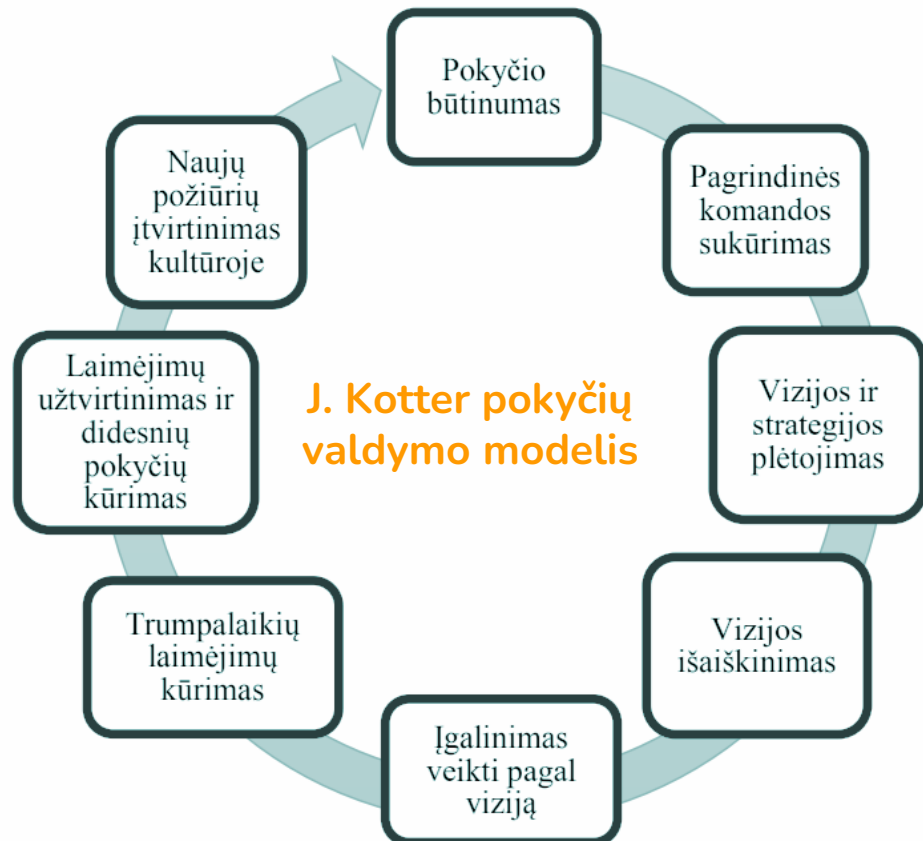 Pokyčio
būtinumas
Pagrindinės
komandos
sukūrimas
Vizijos ir
strategijos
plėtojimas
Vizijos
išaiškinimas
Įgalinimas
veikti pagal
viziją
Trumpalaikių
laimėjimų
kūrimas
Laimėjimų
užtvirtinimas ir
didesnių
pokyčių
kūrimas
Naujų
požiūrių
įtvirtinimas
kultūroje
J. Kotter pokyčių
valdymo modelis